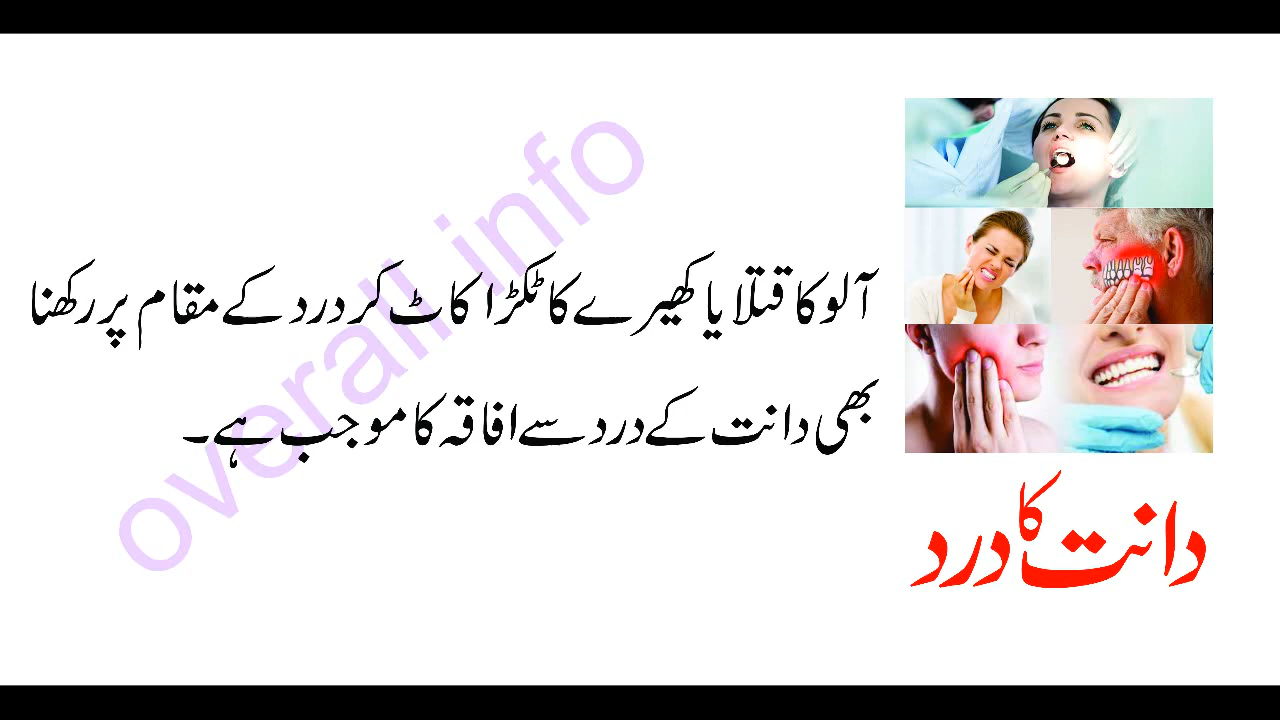 آلو کا قتلا یا کھیرے کا ٹکڑا کاٹ کر درد کے مقام پر رکھنا
بھی دانت کے درد سے افاقہ کا موجب ہے۔
دانت کا درد
overall.info